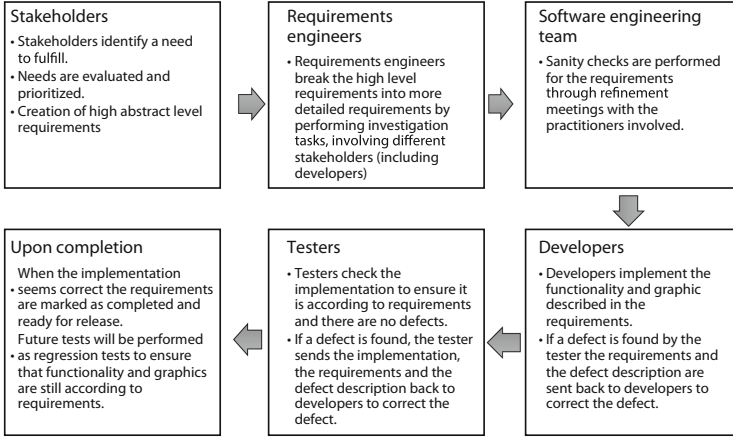 Stakeholders
• Stakeholders identify a need
to fulfill.
• Needs are evaluated and
prioritized.
• Creation of high abstract level
requirements
Requirements
engineers
• Requirements engineers
break the high level
requirements into more
detailed requirements by
performing investigation
tasks, involving different
stakeholders (including
developers)
Software engineering
team
• Sanity checks are performed
for the requirements
through refinement
meetings with the
practitioners involved.
Developers
• Developers implement the
functionality and graphic
described in the
requirements.
• If a defect is found by the
tester the requirements and
the defect description are
sent back to developers to
correct the defect.
Testers
• Testers check the
implementation to ensure it
is according to requirements
and there are no defects.
• If a defect is found, the tester
sends the implementation,
the requirements and the
defect description back to
developers to correct the
defect.
Upon completion
When the implementation
• seems correct the requirements
are marked as completed and
ready for release.
Future tests will be performed
• as regression tests to ensure
that functionality and graphics
are still according to
requirements.